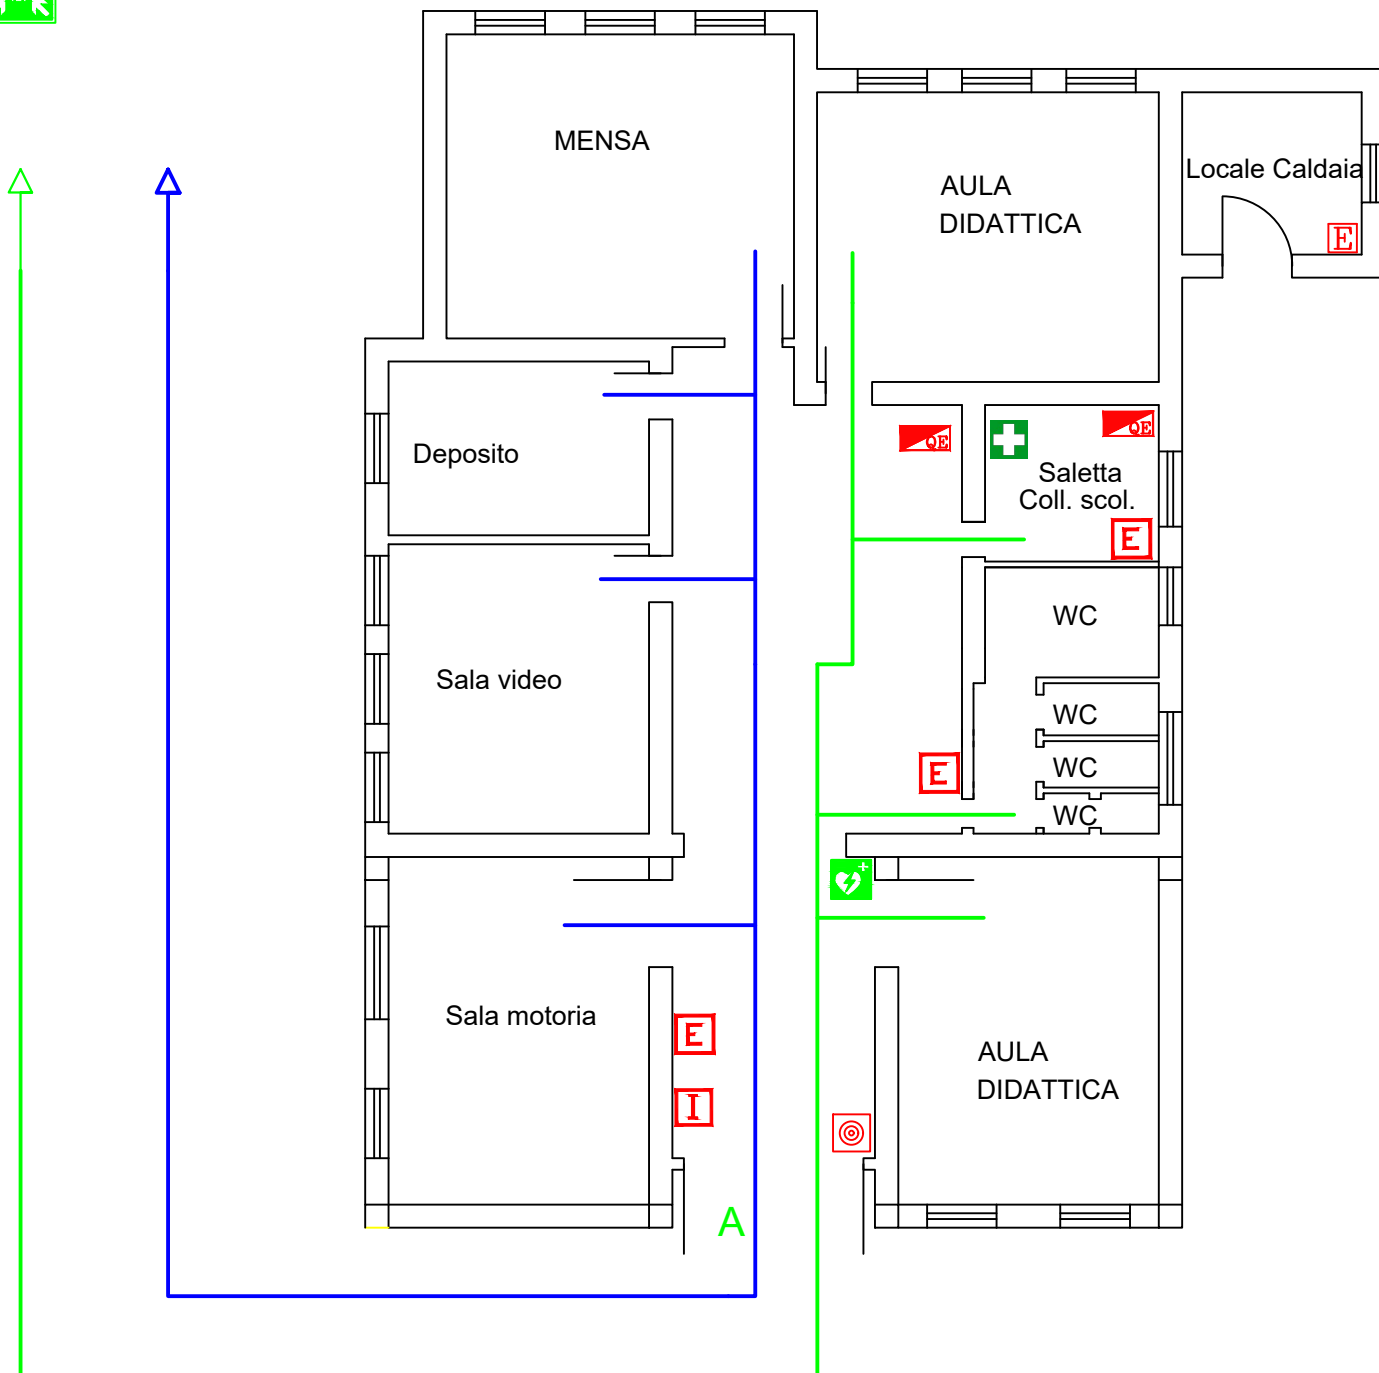 MENSA
AULA
DIDATTICA
Locale Caldaia
E
Deposito
QE
QE
Saletta
Coll. scol.
E
WC
Sala video
WC
WC
E
WC
Sala motoria
E
AULA
DIDATTICA
I
A